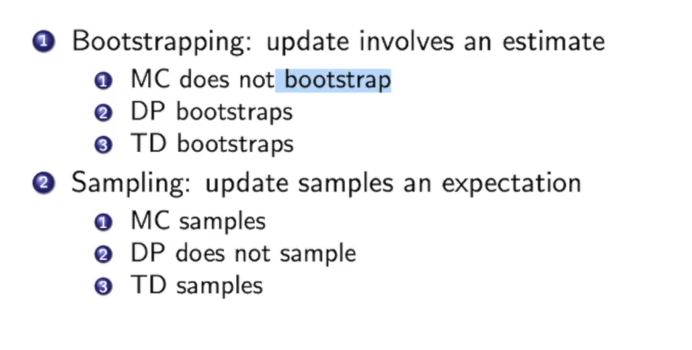 1 Bootstrapping: update involves an estimate
1 MC does not bootstrap
2 DP bootstraps
3 TD bootstraps
2 Sampling: update samples an expectation
1 MC samples
2 DP does not sample
3 TD samples